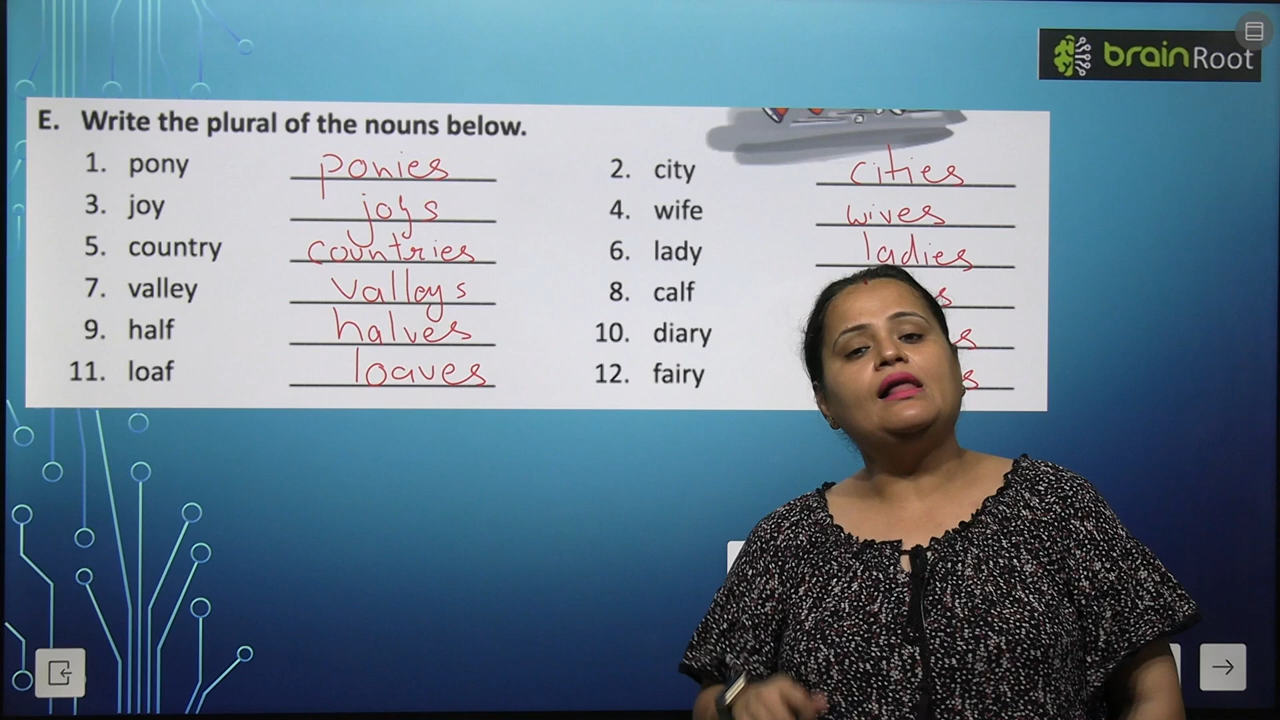 brainRoot
E. Write the plural of the nouns below.
1. pony ponies 2. city cities
3. joy joys 4. wife wives
5. country countries 6. lady ladies
7. valley valleys 8. calf
9. half halves 10. diary
11. loaf loaves 12. fairy